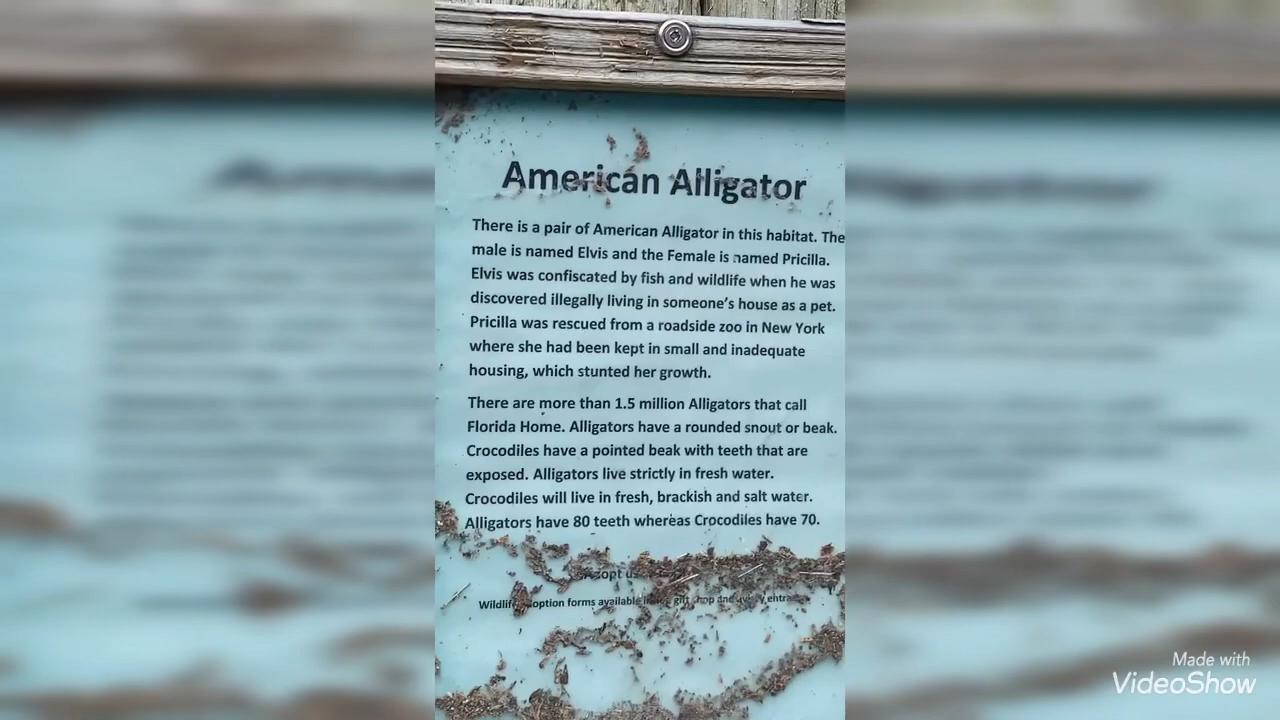 American Alligator
There is a pair of American Alligator in this habitat. The
male is named Elvis and the Female is named Pricilla.
Elvis was confiscated by fish and wildlife when he was
discovered illegally living in someone's house as a pet.
Pricilla was rescued from a roadside zoo in New York
where she had been kept in small and inadequate
housing, which stunted her growth.
There are more than 1.5 million Alligators that call
Florida Home. Alligators have a rounded snout or beak.
Crocodiles have a pointed beak with teeth that are
exposed. Alligators live strictly in fresh water.
Crocodiles will live in fresh, brackish and salt water.
Alligators have 80 teeth whereas Crocodiles have 70.
Adopt us
Wildlife adoption forms available gift shop and
Made with
VideoShow